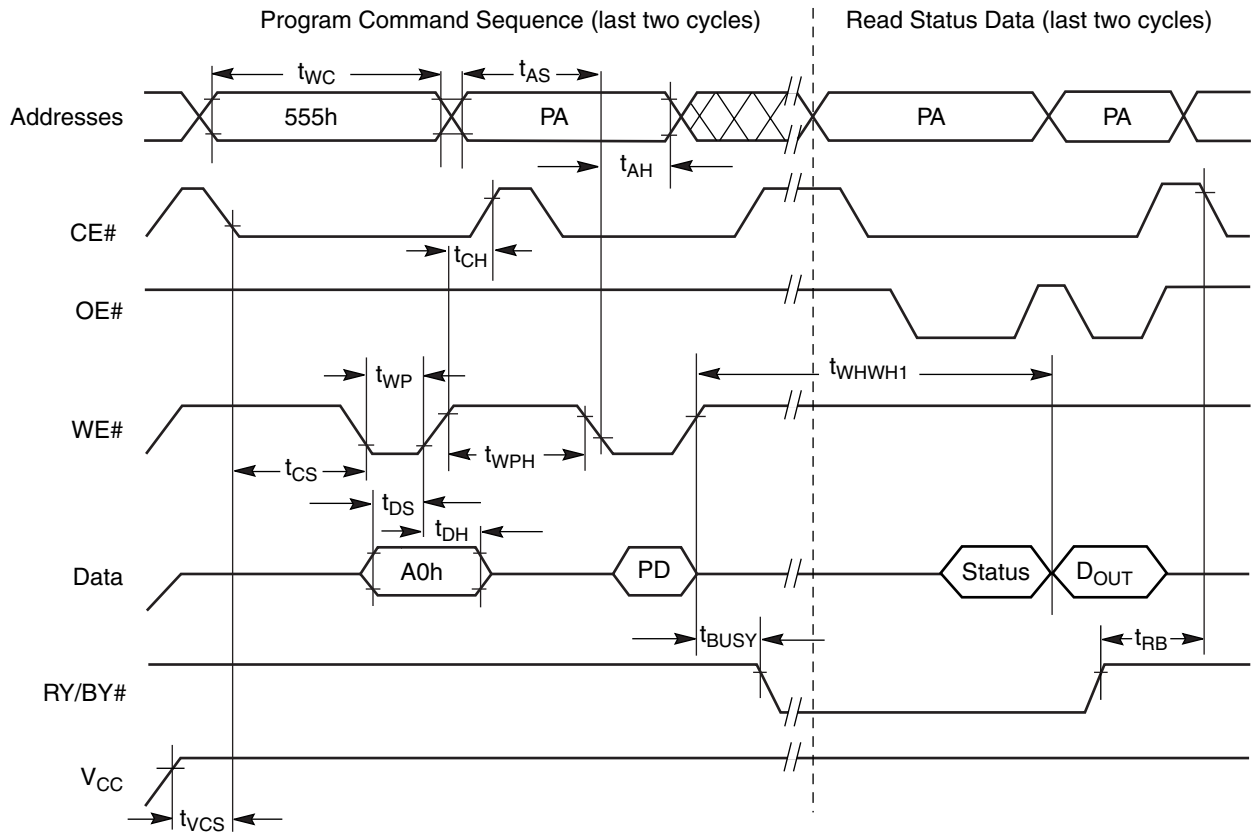 Program Command Sequence (last two cycles) Read Status Data (last two cycles)
tWC tAS
Addresses 555h PA PA PA
tAH
CE#
tCH
OE#
tWP tWHWH1
WE#
tCS tWPH
tDS
tDH
Data A0h PD Status DOUT
tBUSY tRB
RY/BY#
VCC
tVCS